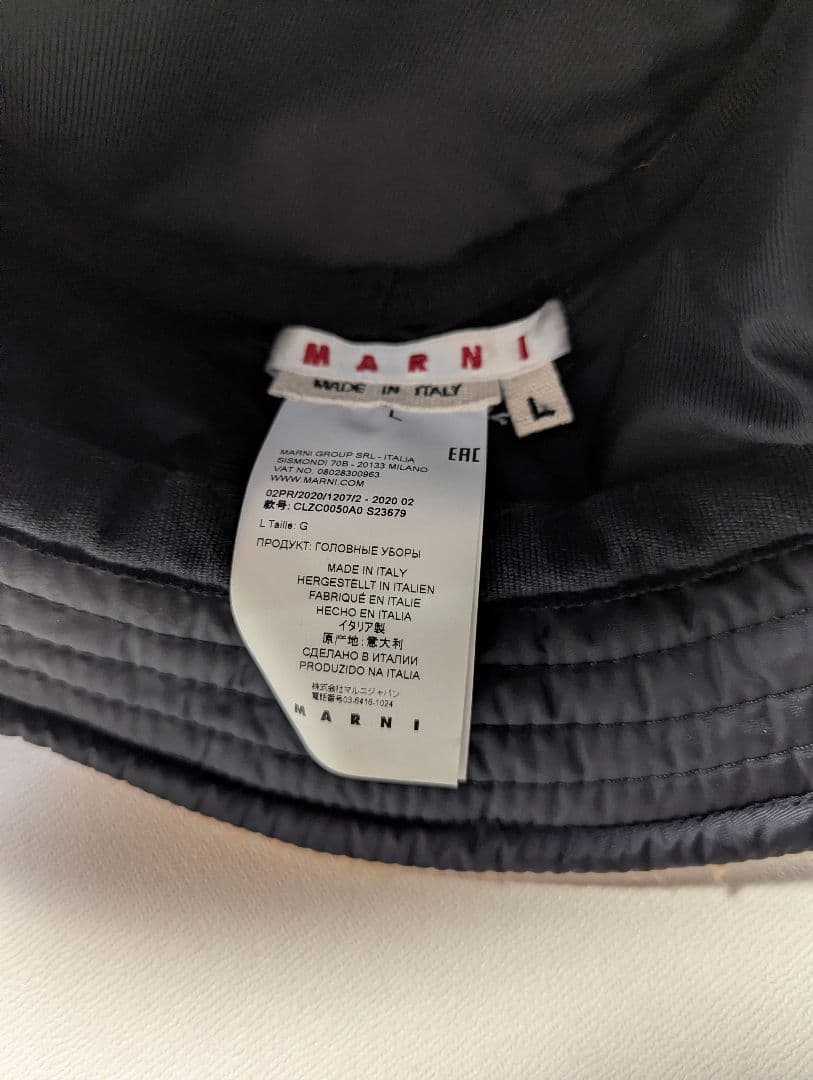 MARNI
MADE IN ITALY
L
L
MARNI GROUP SRL - ITALIA
SISMONDI 70B - 20133 MILANO
VAT NO. 08028300963
WWW.MARNI.COM
EAC
02PR/2020/1207/2 - 2020 02
款号: CLZC0050A0 S23679
L Taille: G
ПРОДУКТ: ГОЛОВНЫЕ УБОРЫ
MADE IN ITALY
HERGESTELLT IN ITALIEN
FABRIQUÉ EN ITALIE
HECHO EN ITALIA
イタリア製
原产地: 意大利
СДЕЛАНО В ИТАЛИИ
PRODUZIDO NA ITALIA
株式会社マルニジャパン
電話番号03-6416-1024
MARNI